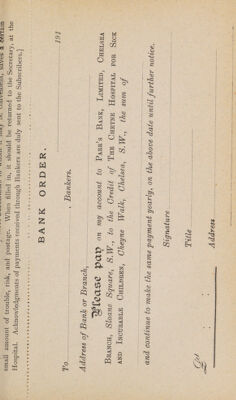 small amount of trouble, risk, and postage. When filled in, it should be returned to the Secretary, at the
Hospital. Acknowledgments of payments received through Bankers are duly sent to the Subscribers.]
BANK ORDER.
191
To
Bankers.
Address of Bank or Branch,
Please pay on my account to PARR'S BANK, LIMITED, CHELSEA
BRANCH, Sloane Square, S.W., to the Credit of THE CHEYNE HOSPITAL FOR SICK
AND INCURABLE CHILDREN, Cheyne Walk, Chelsea, S.W., the sum of
and continue to make the same payment yearly, on the above date until further notice.
Signature
Title
£
Address